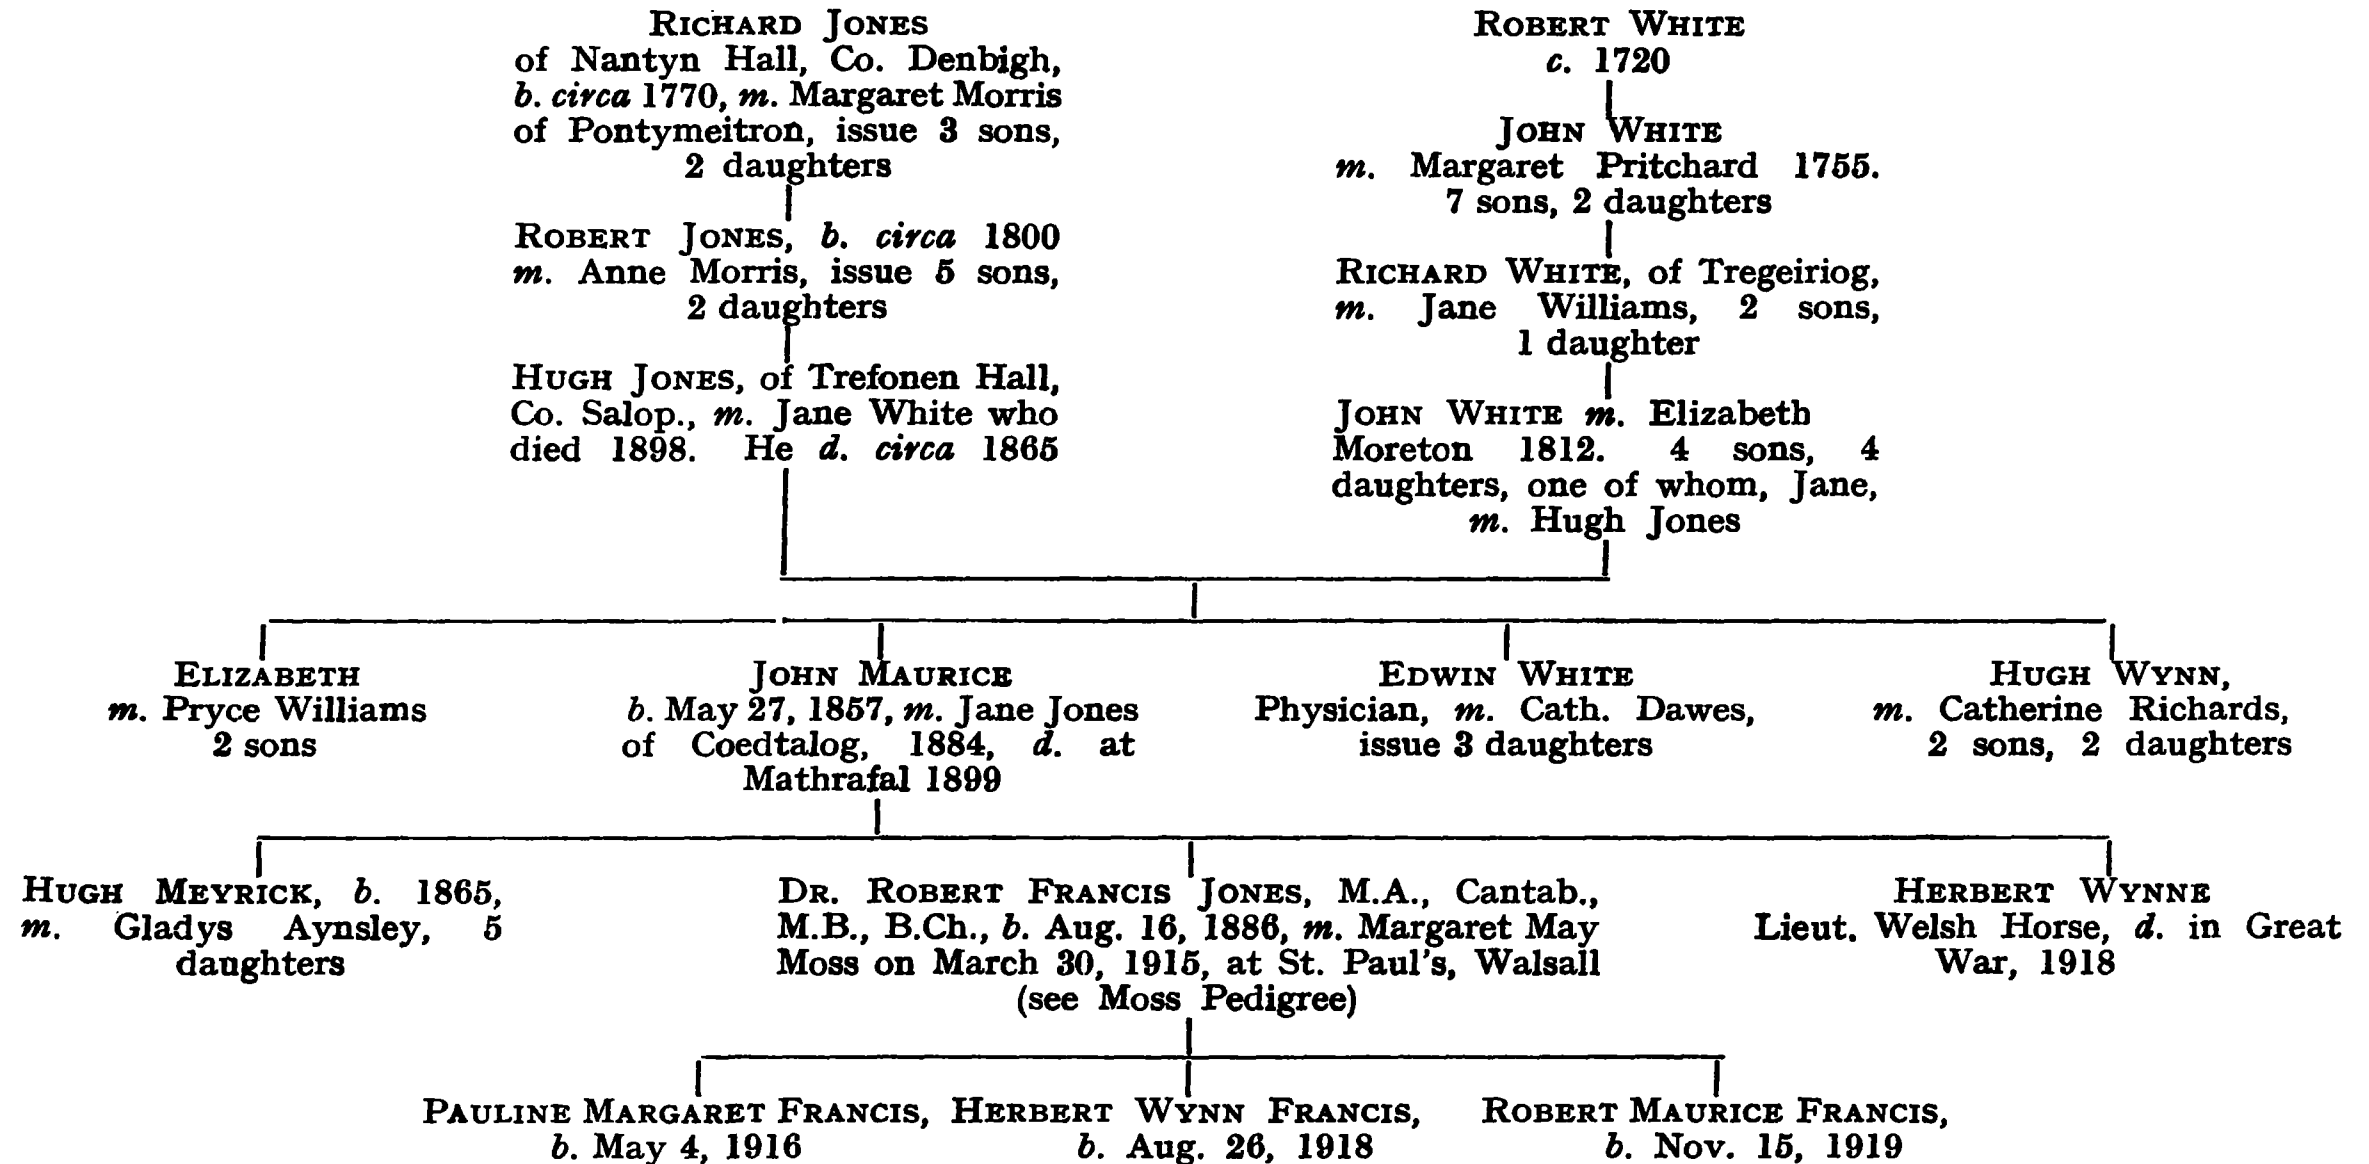 RICHARD JONES
of Nantyn Hall, Co. Denbigh,
b. circa 1770, m. Margaret Morris
of Pontymeitron, issue 3 sons,
2 daughters
ROBERT JONES, b. circa 1800
m. Anne Morris, issue 5 sons,
2 daughters
HUGH JONES, of Trefonen Hall,
Co. Salop., m. Jane White who
died 1898. He d. circa 1865
ROBERT WHITE
c. 1720
JOHN WHITE
m. Margaret Pritchard 1755.
7 sons, 2 daughters
RICHARD WHITE, of Tregeiriog,
m. Jane Williams, 2 sons,
1 daughter
JOHN WHITE m. Elizabeth
Moreton 1812. 4 sons, 4
daughters, one of whom, Jane,
m. Hugh Jones
ELIZABETH
m. Pryce Williams
2 sons
JOHN MAURICE
b. May 27, 1857, m. Jane Jones
of Coedtalog, 1884, d. at
Mathrafal 1899
EDWIN WHITE
Physician, m. Cath. Dawes,
issue 3 daughters
HUGH WYNN,
m. Catherine Richards,
2 sons, 2 daughters
HUGH MEYRICK, b. 1865,
m. Gladys Aynsley, 5
daughters
DR. ROBERT FRANCIS JONES, M.A., Cantab.,
M.B., B.Ch., b. Aug. 16, 1886, m. Margaret May
Moss on March 30, 1915, at St. Paul's, Walsall
(see Moss Pedigree)
HERBERT WYNNE
Lieut. Welsh Horse, d. in Great
War, 1918
PAULINE MARGARET FRANCIS,
b. May 4, 1916
HERBERT WYNN FRANCIS,
b. Aug. 26, 1918
ROBERT MAURICE FRANCIS,
b. Nov. 15, 1919